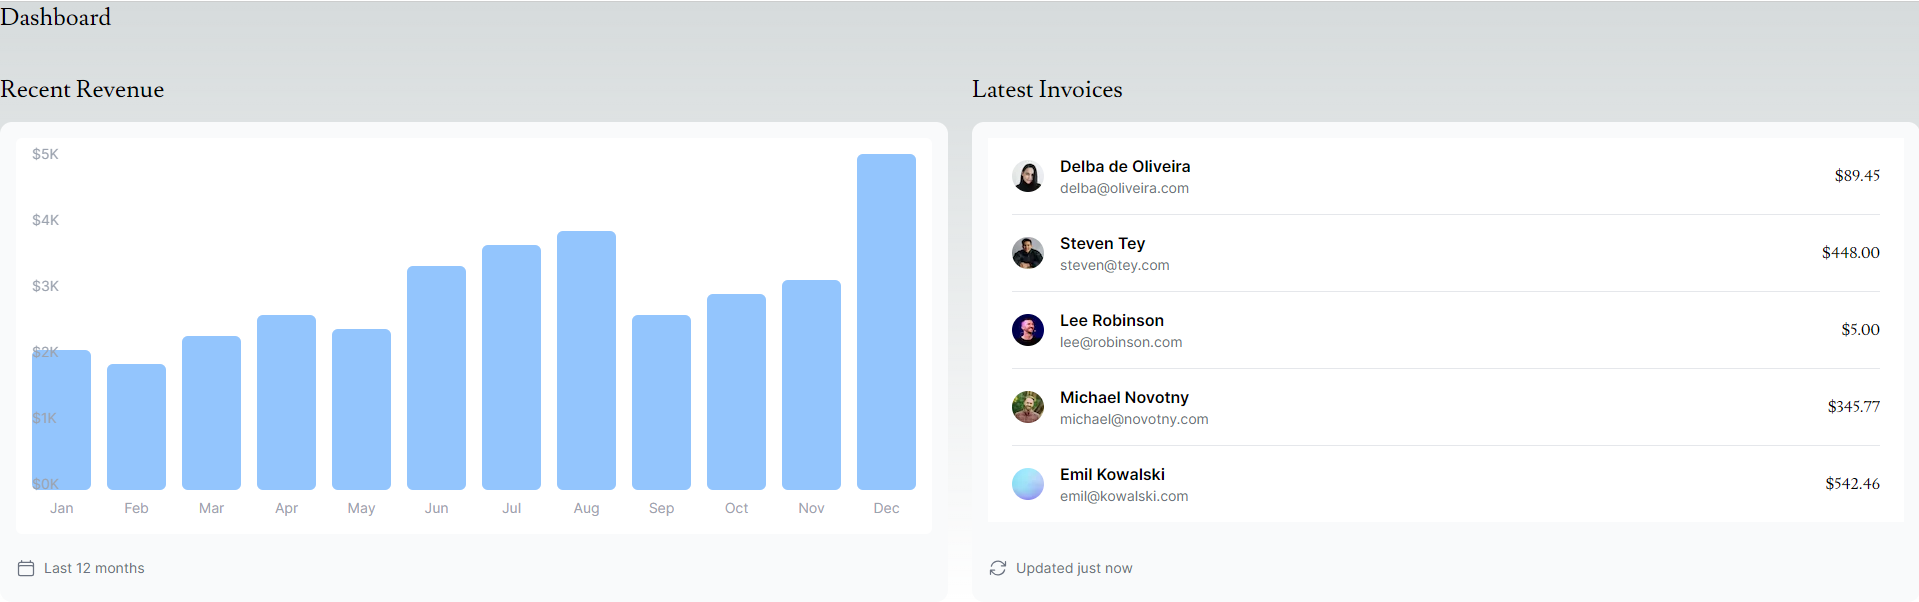 Dashboard
Recent Revenue
$5K
$4K
$3K
$2K
$1K
$0K
Jan Feb Mar Apr May Jun Jul Aug Sep Oct Nov Dec
Last 12 months
Latest Invoices
Delba de Oliveira
delba@oliveira.com
$89.45
Steven Tey
steven@tey.com
$448.00
Lee Robinson
lee@robinson.com
$5.00
Michael Novotny
michael@novotny.com
$345.77
Emil Kowalski
emil@kowalski.com
$542.46
Updated just now